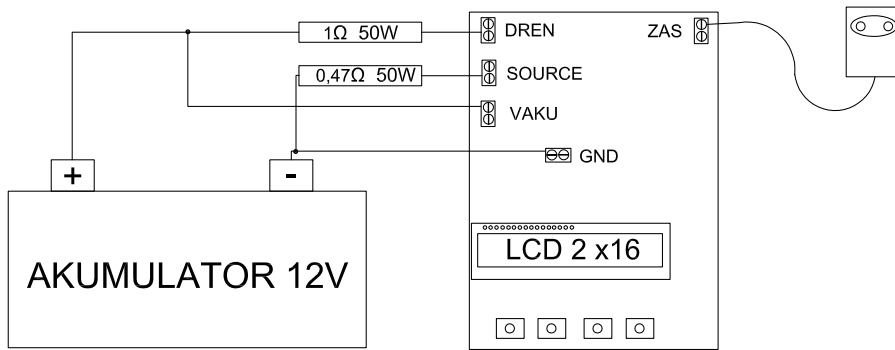 1Ω 50W
DREN
ZAS
0,47Ω 50W
SOURCE
VAKU
GND
+
-
LCD 2 x16
AKUMULATOR 12V